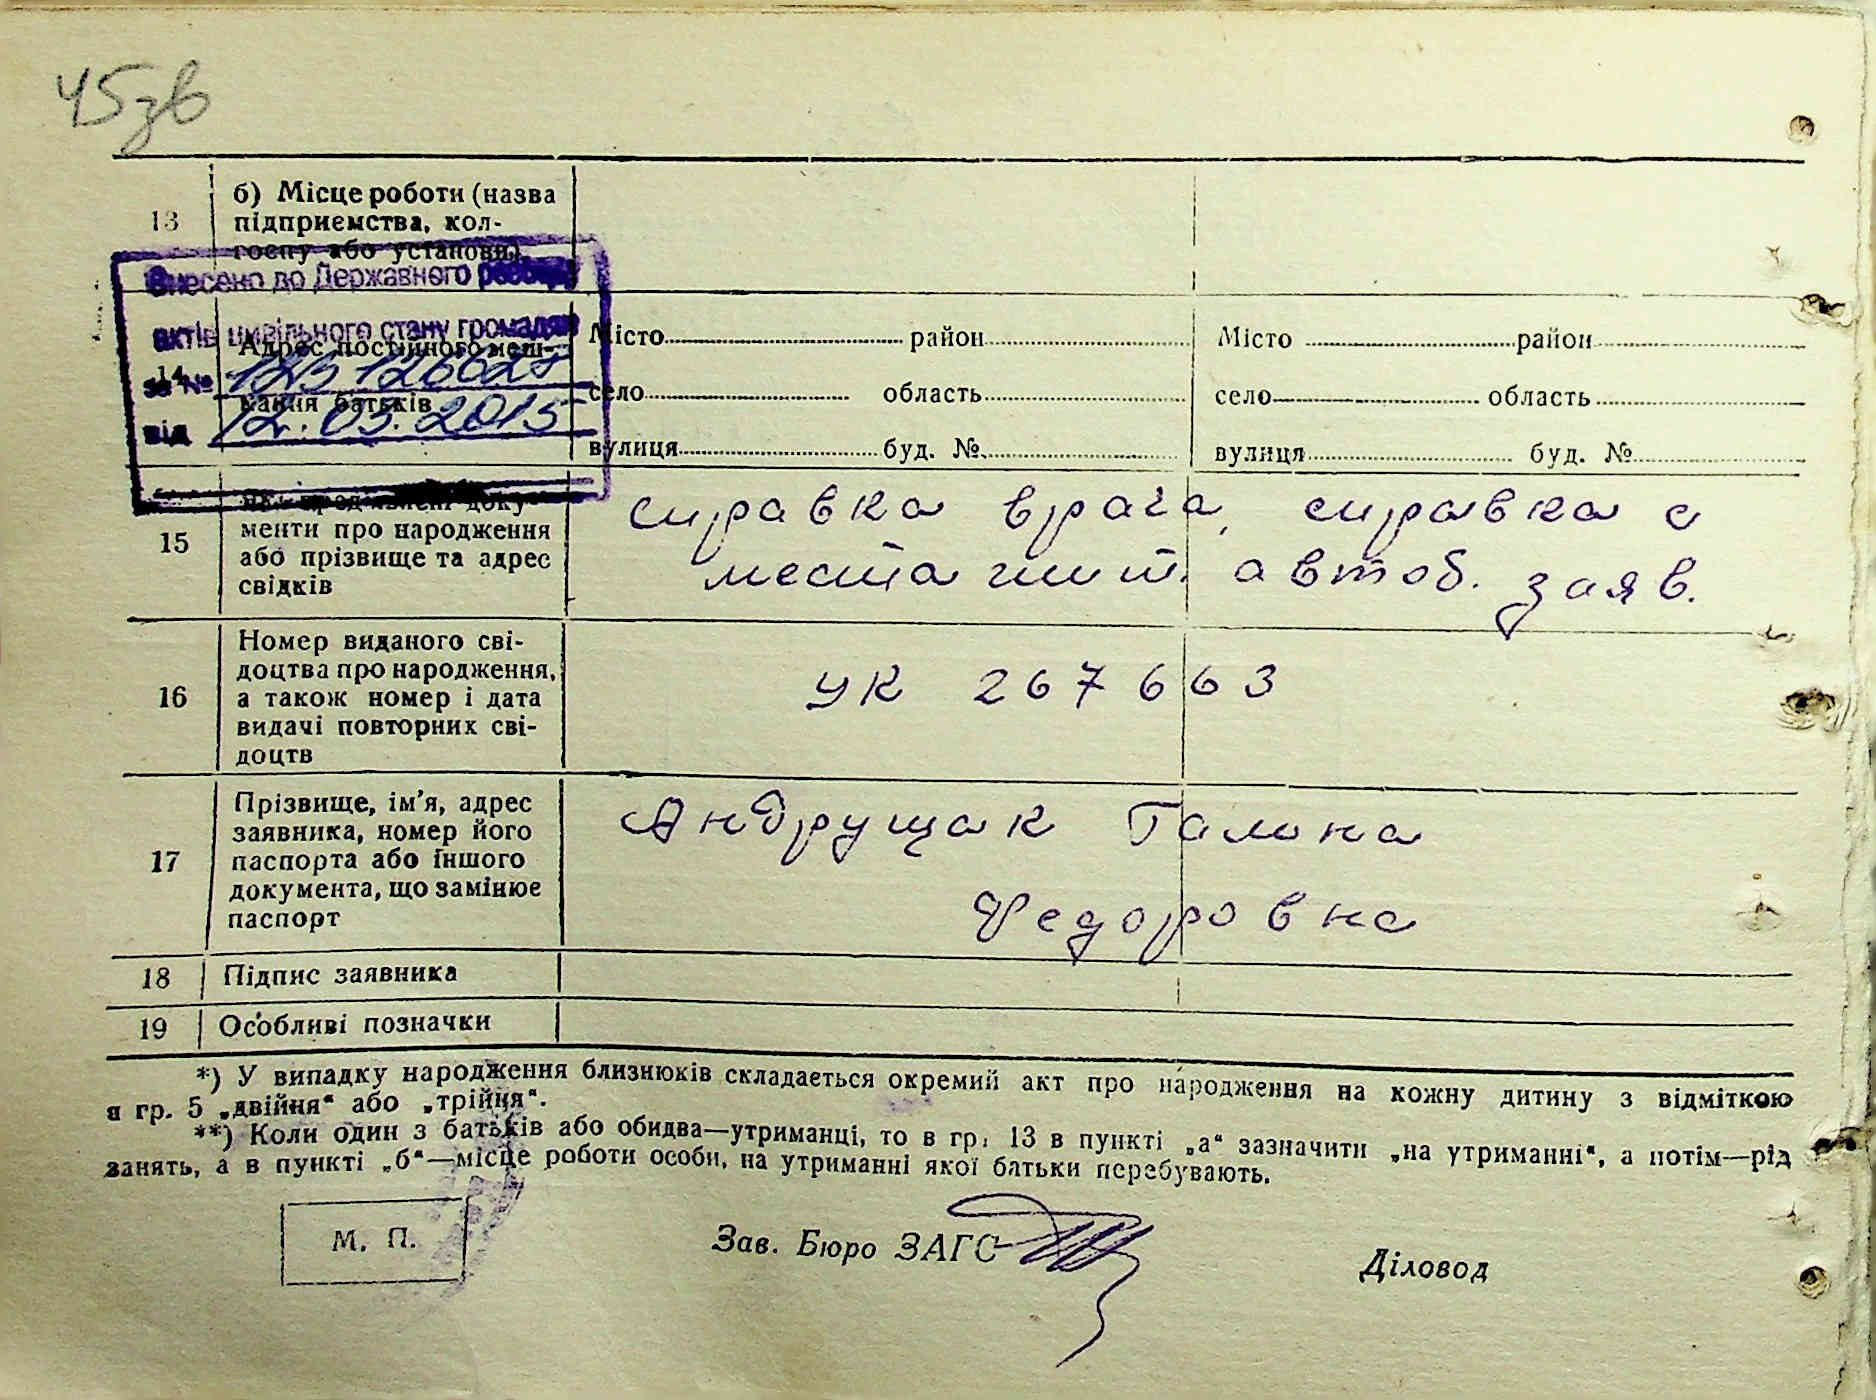 45зв
13
б) Місце роботи (назва
підприємства, кол-
госпу або установи)
Внесено до Державного реєстру
актів цивільного стану громадян
за №
від 12.03.2015
14
Адрес постійного меш-
кання батьків
Місто район Місто район
село область село область
вулиця буд. № вулиця буд. №
15
Які пред'явлені доку-
менти про народження
або прізвище та адрес
свідків
справка врача, справка с
места жит. автоб. заяв.
16
Номер виданого сві-
доцтва про народження,
а також номер і дата
видачі повторних сві-
доцтв
УК 267663
17
Прізвище, ім'я, адрес
заявника, номер його
паспорта або іншого
документа, що замінює
паспорт
Андрущак Галина
Федоровна
18 Підпис заявника
19 Особливі позначки
*) У випадку народження близнюків складається окремий акт про народження на кожну дитину з відміткою
в гр. 5 „двійня" або „трійня".
**) Коли один з батьків або обидва—утриманці, то в гр. 13 в пункті „а" зазначити „на утриманні", а потім—рід
занять, а в пункті „б"—місце роботи особи, на утриманні якої батьки перебувають.
М. П.
Зав. Бюро ЗАГС
Діловод